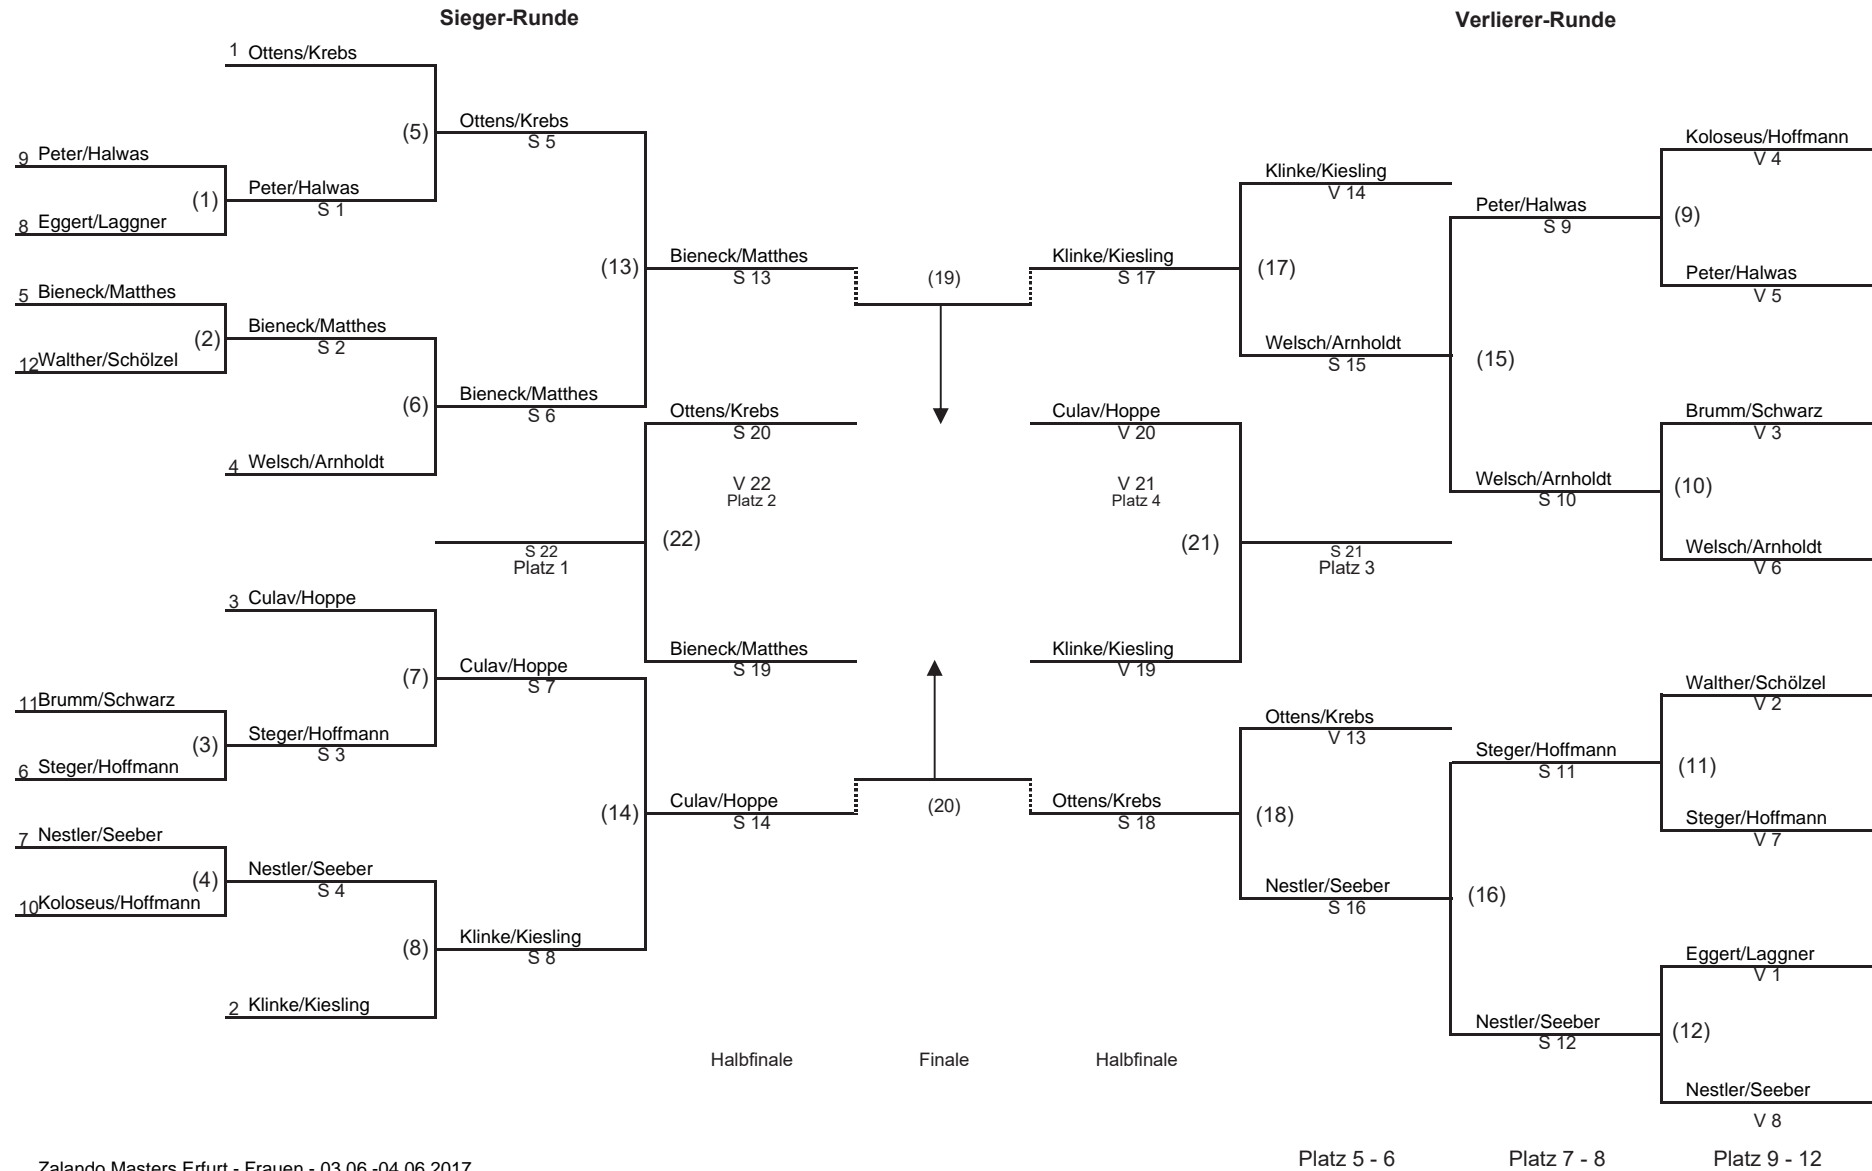 Sieger-Runde
Verlierer-Runde
1 Ottens/Krebs
(5)
Ottens/Krebs
S 5
9 Peter/Halwas
(1)
Peter/Halwas
S 1
8 Eggert/Laggner
(13)
Bieneck/Matthes
S 13
5 Bieneck/Matthes
(2)
Bieneck/Matthes
S 2
12 Walther/Schölzel
(6)
Bieneck/Matthes
S 6
4 Welsch/Arnholdt
(19)
Klinke/Kiesling
S 17
(17)
Klinke/Kiesling
V 14
Welsch/Arnholdt
S 15
(15)
Peter/Halwas
S 9
(9)
Koloseus/Hoffmann
V 4
Peter/Halwas
V 5
Brumm/Schwarz
V 3
Welsch/Arnholdt
S 10
(10)
Welsch/Arnholdt
V 6
Ottens/Krebs
S 20
V 22
Platz 2
(22)
S 22
Platz 1
Bieneck/Matthes
S 19
Culav/Hoppe
V 20
V 21
Platz 4
(21)
S 21
Platz 3
Klinke/Kiesling
V 19
3 Culav/Hoppe
(7)
Culav/Hoppe
S 7
11 Brumm/Schwarz
(3)
Steger/Hoffmann
S 3
6 Steger/Hoffmann
(14)
Culav/Hoppe
S 14
7 Nestler/Seeber
(4)
Nestler/Seeber
S 4
10 Koloseus/Hoffmann
(8)
Klinke/Kiesling
S 8
2 Klinke/Kiesling
(20)
Ottens/Krebs
S 18
(18)
Ottens/Krebs
V 13
Nestler/Seeber
S 16
(16)
Steger/Hoffmann
S 11
(11)
Walther/Schölzel
V 2
Steger/Hoffmann
V 7
Eggert/Laggner
V 1
Nestler/Seeber
S 12
(12)
Nestler/Seeber
V 8
Halbfinale
Finale
Halbfinale
Platz 5 - 6
Platz 7 - 8
Platz 9 - 12
Zalando Masters Erfurt - Frauen - 03.06.-04.06.2017